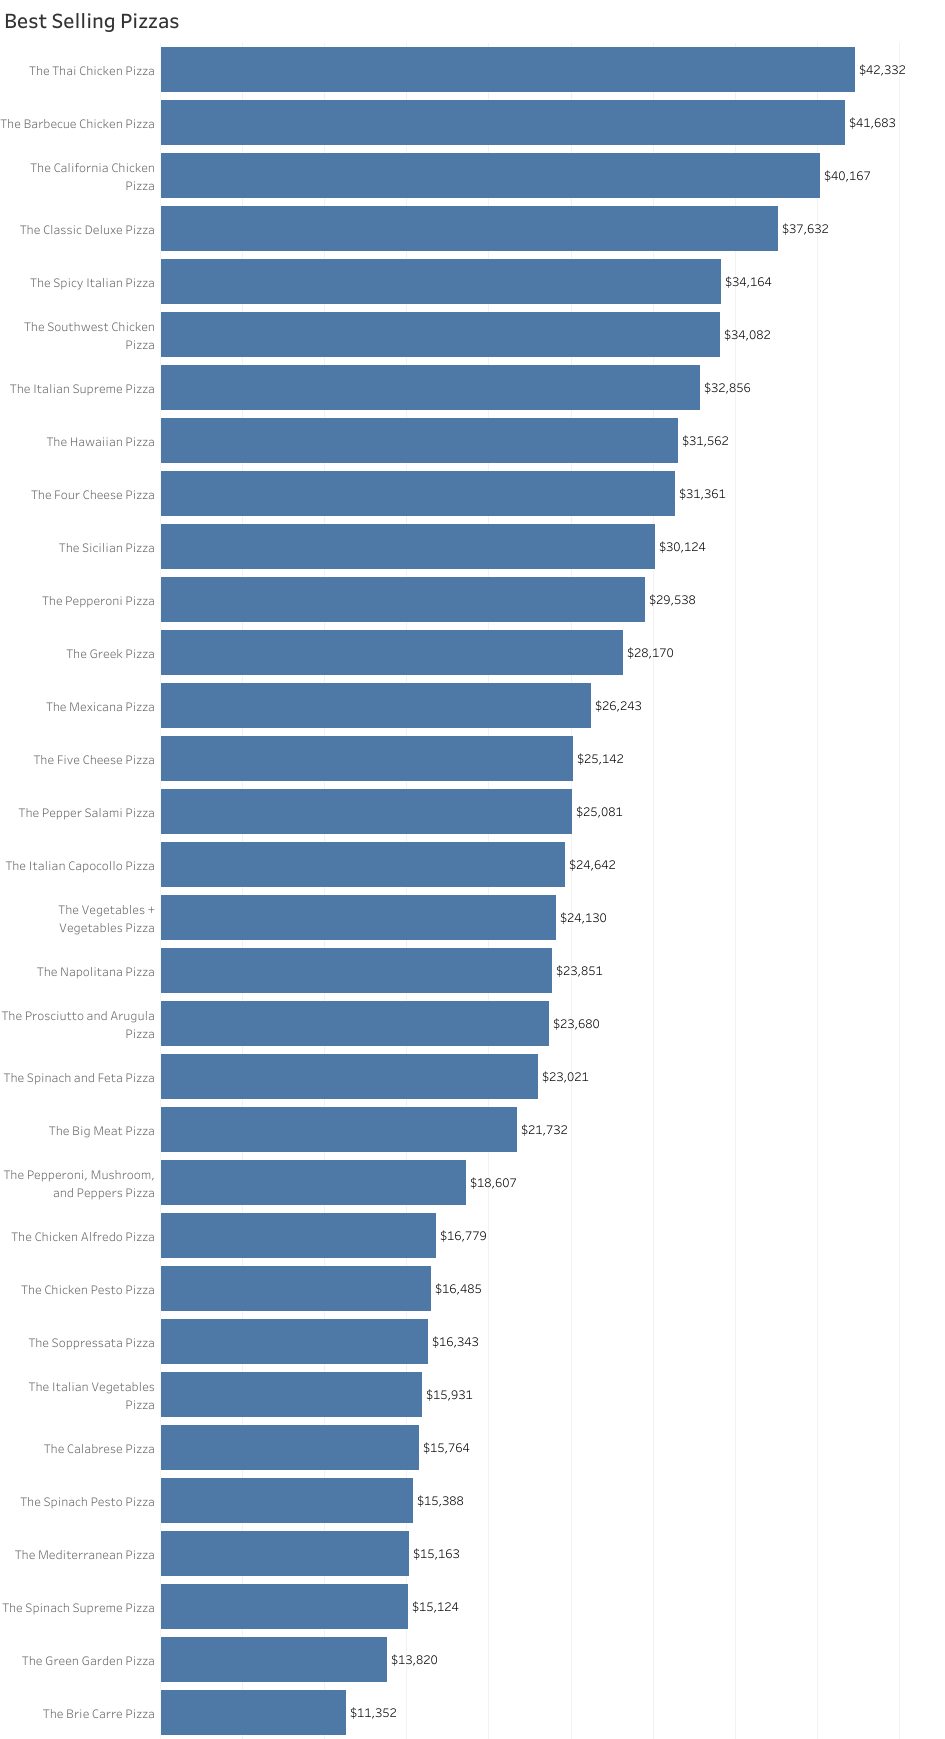 Best Selling Pizzas
The Thai Chicken Pizza $42,332
The Barbecue Chicken Pizza $41,683
The California Chicken
Pizza $40,167
The Classic Deluxe Pizza $37,632
The Spicy Italian Pizza $34,164
The Southwest Chicken
Pizza $34,082
The Italian Supreme Pizza $32,856
The Hawaiian Pizza $31,562
The Four Cheese Pizza $31,361
The Sicilian Pizza $30,124
The Pepperoni Pizza $29,538
The Greek Pizza $28,170
The Mexicana Pizza $26,243
The Five Cheese Pizza $25,142
The Pepper Salami Pizza $25,081
The Italian Capocollo Pizza $24,642
The Vegetables +
Vegetables Pizza $24,130
The Napolitana Pizza $23,851
The Prosciutto and Arugula
Pizza $23,680
The Spinach and Feta Pizza $23,021
The Big Meat Pizza $21,732
The Pepperoni, Mushroom,
and Peppers Pizza $18,607
The Chicken Alfredo Pizza $16,779
The Chicken Pesto Pizza $16,485
The Soppressata Pizza $16,343
The Italian Vegetables
Pizza $15,931
The Calabrese Pizza $15,764
The Spinach Pesto Pizza $15,388
The Mediterranean Pizza $15,163
The Spinach Supreme Pizza $15,124
The Green Garden Pizza $13,820
The Brie Carre Pizza $11,352